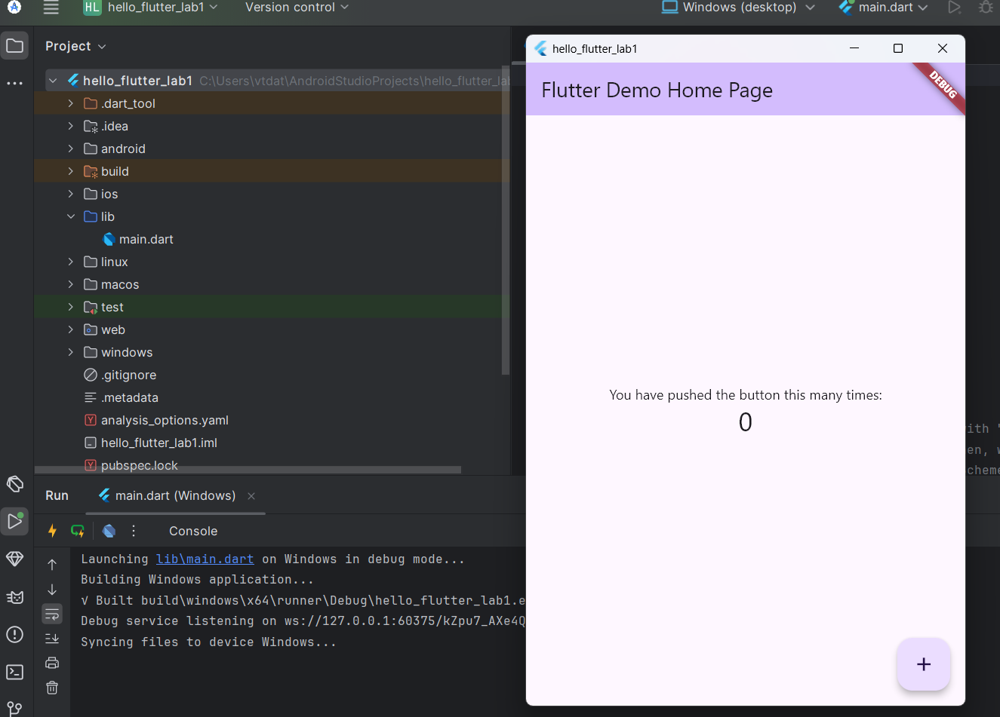 HL hello_flutter_lab1 Version control Windows (desktop) main.dart
Project
hello_flutter_lab1 C:\Users\vtdat\AndroidStudioProjects\hello_flutter_lab
.dart_tool
.idea
android
build
ios
lib
main.dart
linux
macos
test
web
windows
.gitignore
.metadata
analysis_options.yaml
hello_flutter_lab1.iml
pubspec.lock
hello_flutter_lab1
Flutter Demo Home Page
DEBUG
You have pushed the button this many times:
0
+
ith "
en, w
cheme
Run main.dart (Windows)
Console
Launching lib\main.dart on Windows in debug mode...
Building Windows application...
√ Built build\windows\x64\runner\Debug\hello_flutter_lab1.e
Debug service listening on ws://127.0.0.1:60375/kZpu7_AXe4Q
Syncing files to device Windows...